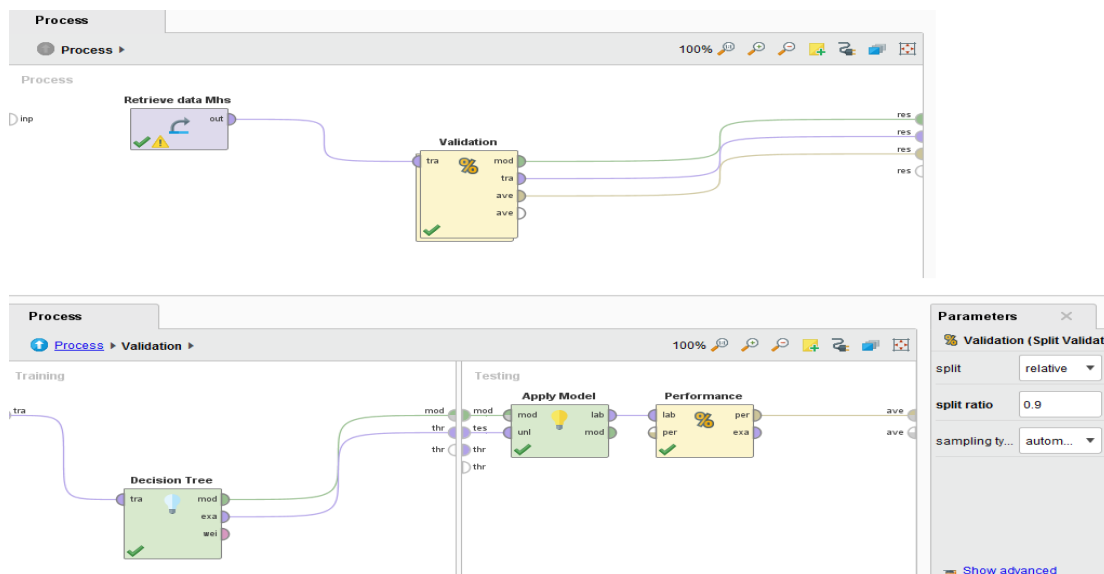 Process
Process
100%
Process
Retrieve data Mhs
inp
out
res
res
res
res
Validation
tra
mod
tra
ave
ave
Process
Process Validation
100%
Parameters
Validation (Split Validat
split
relative
split ratio
0.9
sampling ty...
autom...
Show advanced
Training
tra
mod
thr
thr
Decision Tree
tra
mod
exa
wei
Testing
mod
tes
thr
thr
Apply Model
mod
lab
unl
mod
Performance
lab
per
per
exa
ave
ave